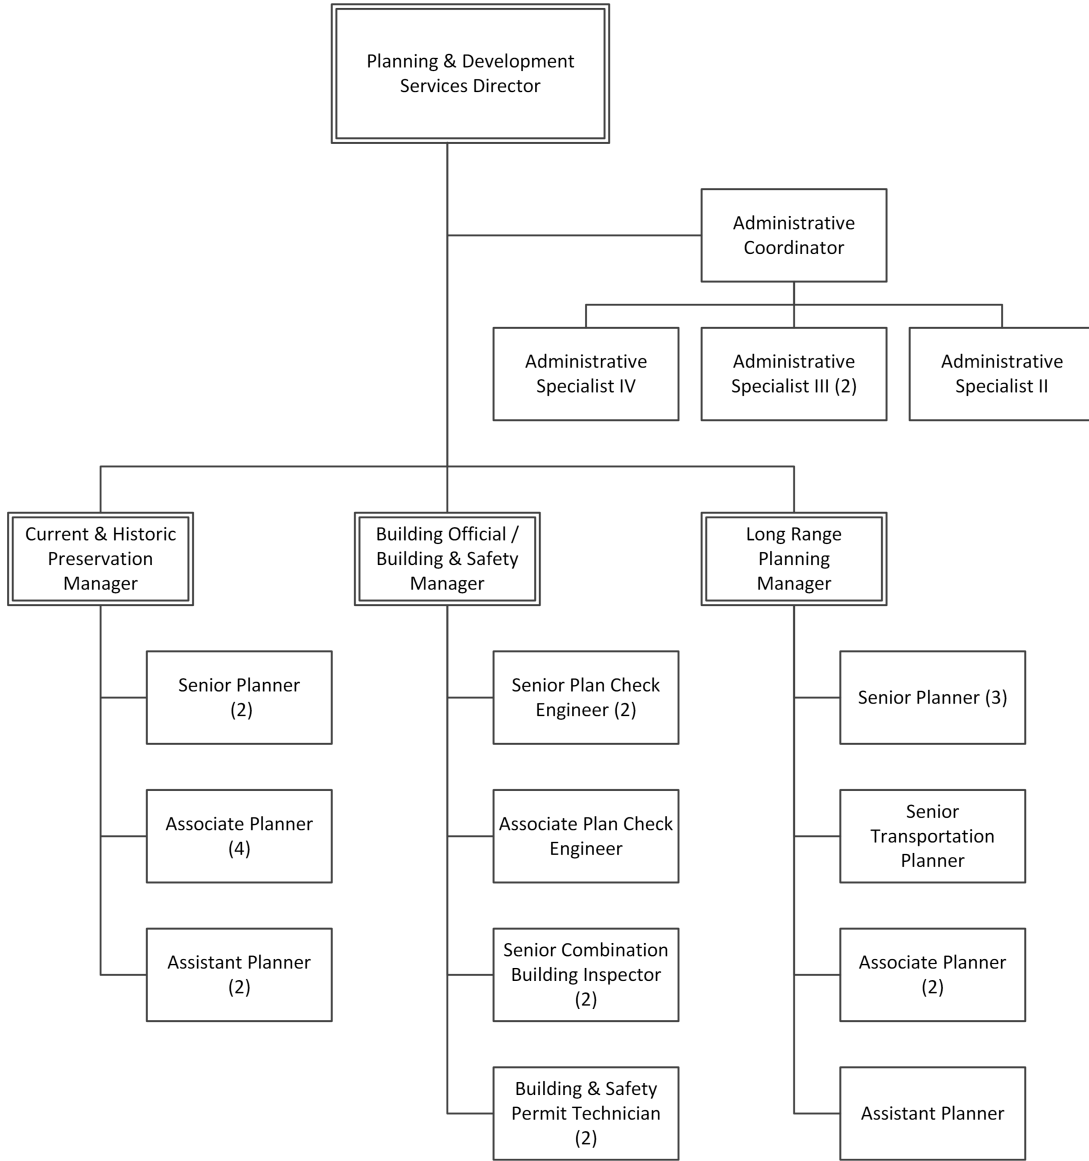 Planning & Development
Services Director
Administrative
Coordinator
Administrative
Specialist IV
Administrative
Specialist III (2)
Administrative
Specialist II
Current & Historic
Preservation
Manager
Building Official /
Building & Safety
Manager
Long Range
Planning
Manager
Senior Planner
(2)
Associate Planner
(4)
Assistant Planner
(2)
Senior Plan Check
Engineer (2)
Associate Plan Check
Engineer
Senior Combination
Building Inspector
(2)
Building & Safety
Permit Technician
(2)
Senior Planner (3)
Senior
Transportation
Planner
Associate Planner
(2)
Assistant Planner